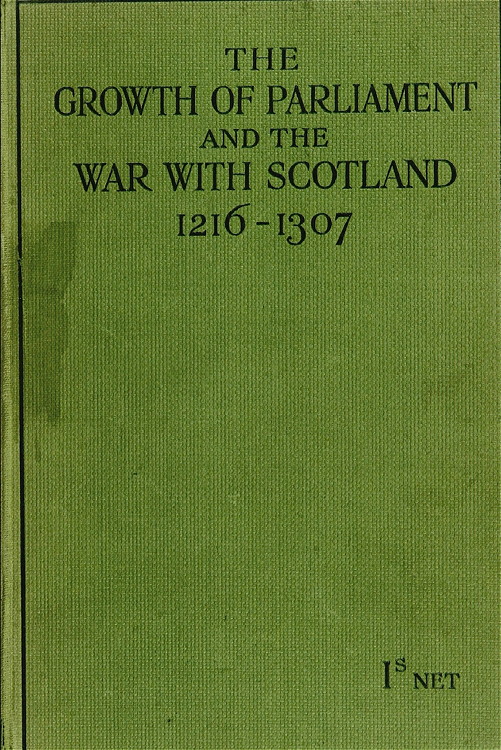 THE
GROWTH OF PARLIAMENT
AND THE
WAR WITH SCOTLAND
1216-1307
1S NET